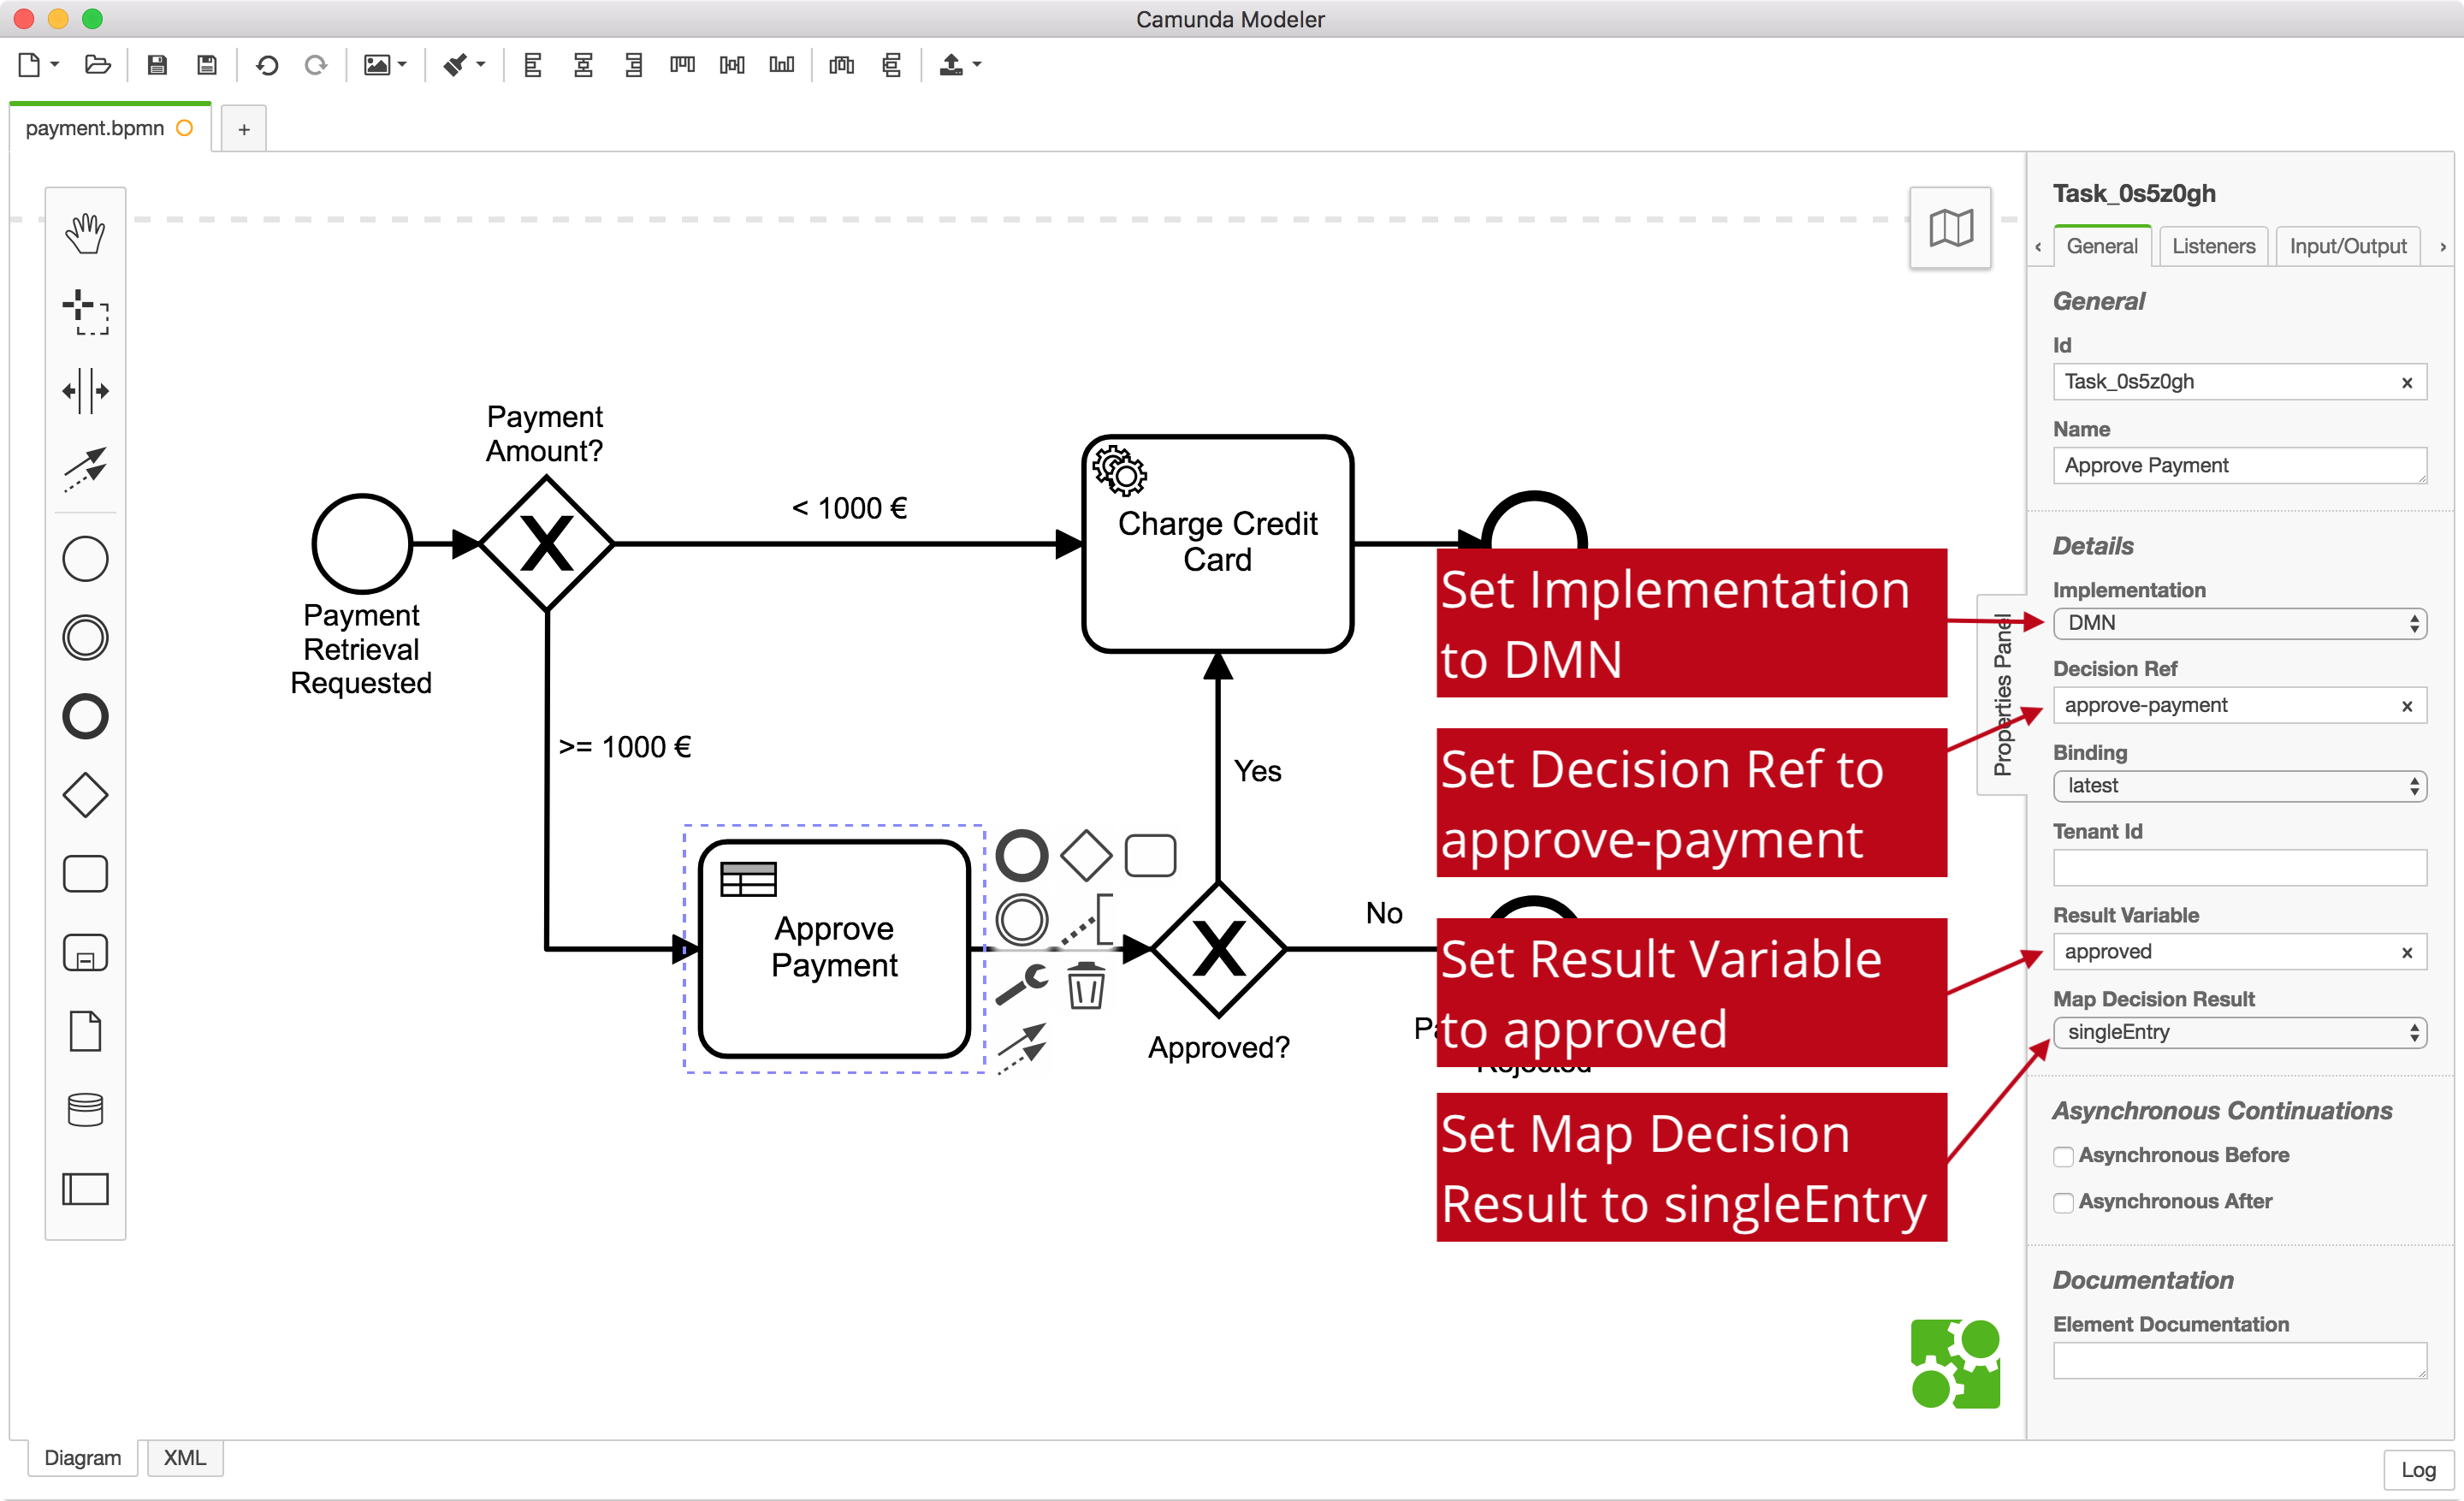 Camunda Modeler
payment.bpmn
+
Task_0s5z0gh
‹ General Listeners Input/Output ›
General
Id
Task_0s5z0gh ×
Name
Approve Payment
Details
Implementation
DMN
Decision Ref
approve-payment ×
Binding
latest
Tenant Id
Result Variable
approved ×
Map Decision Result
singleEntry
Asynchronous Continuations
Asynchronous Before
Asynchronous After
Documentation
Element Documentation
Properties Panel
Payment
Amount?
< 1000 €
Charge Credit
Card
Payment
Retrieval
Requested
>= 1000 €
Yes
Approve
Payment
No
Approved?
Set Implementation
to DMN
Set Decision Ref to
approve-payment
Set Result Variable
to approved
Set Map Decision
Result to singleEntry
Diagram XML
Log